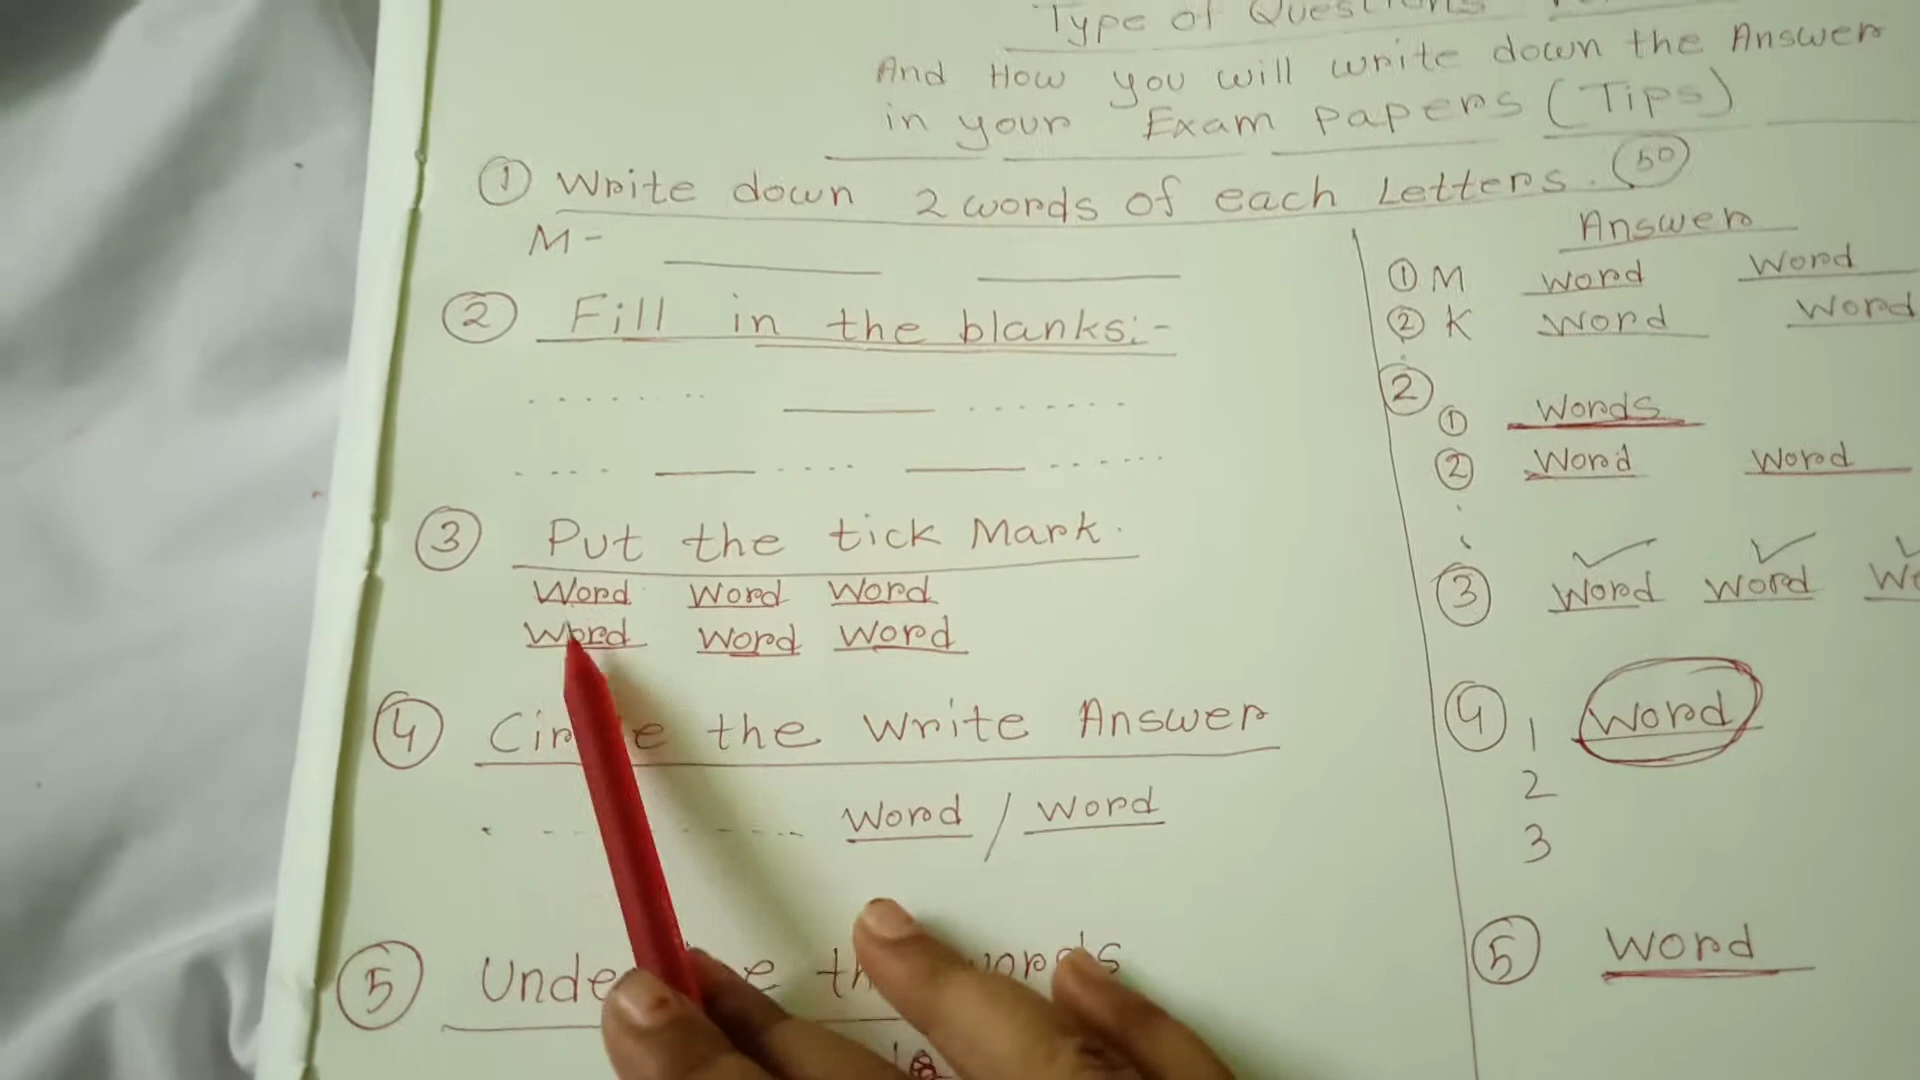 Type of Questions
And How you will write down the Answer
in your Exam papers (Tips)
① Write down 2 words of each Letters. 50
M-
② Fill in the blanks:-
③ Put the tick Mark.
Word Word Word
Word Word Word
④ the write Answer
Word / Word
⑤
Answer
① M word Word
② K Word Word
②
① Words
② Word Word
③ Word Word
④ 1 Word
2
3
⑤ Word